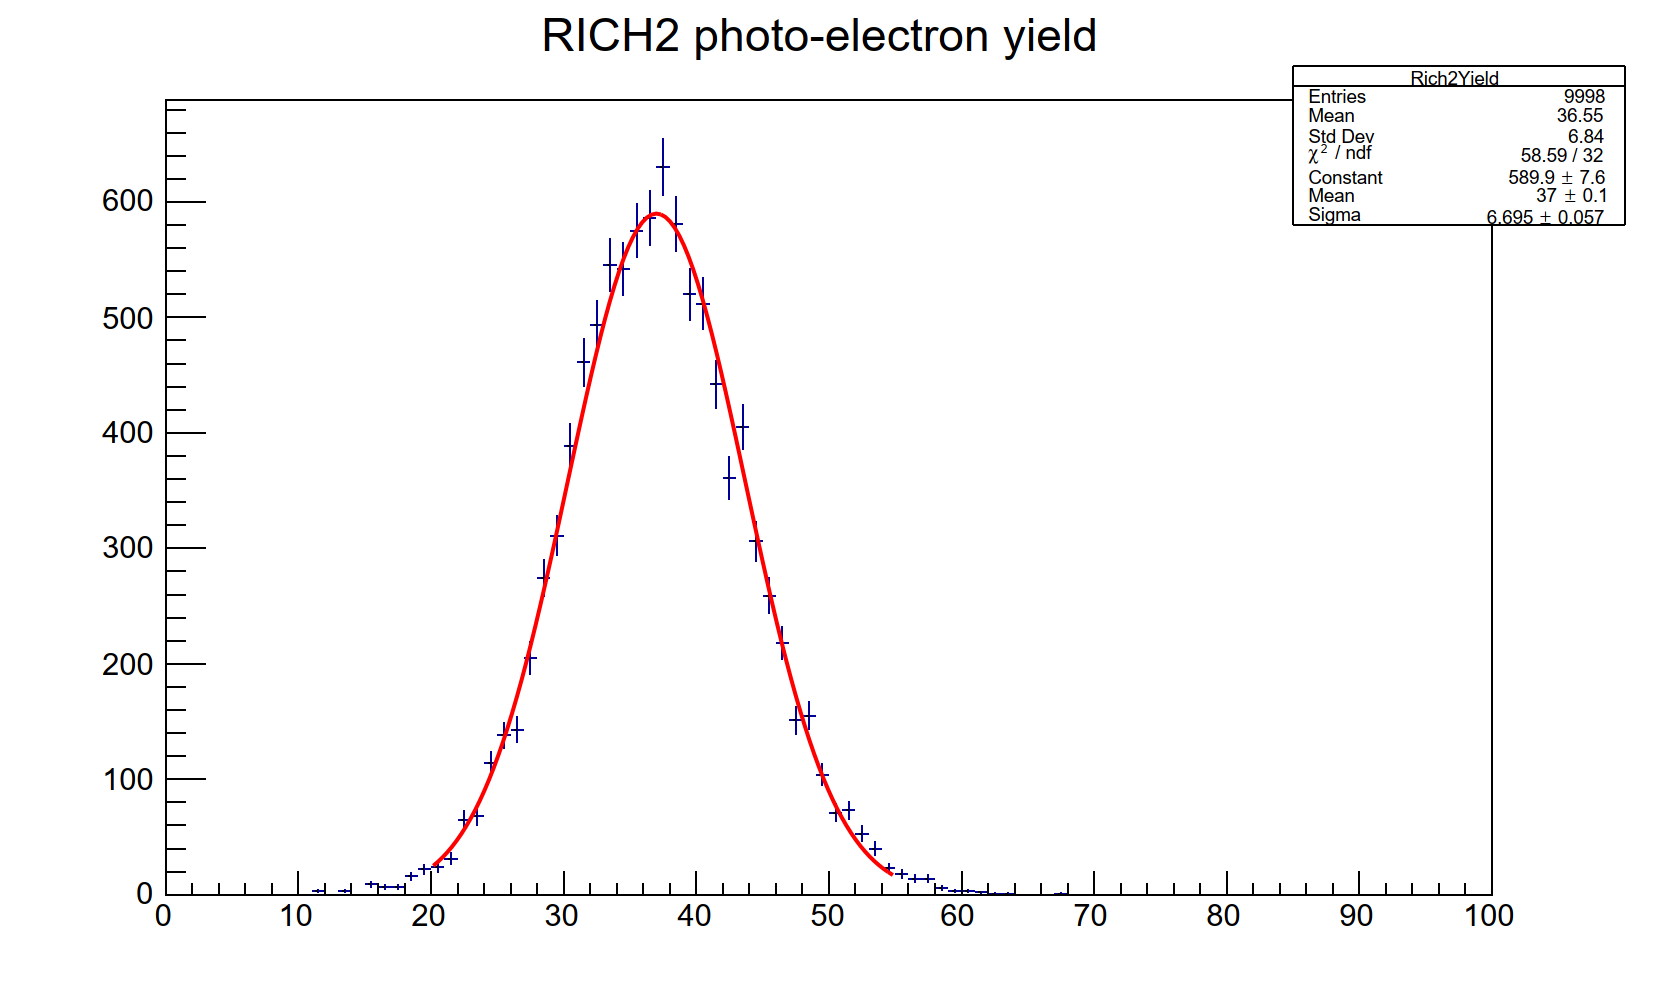 RICH2 photo-electron yield
Rich2Yield
Entries 9998
Mean 36.55
Std Dev 6.84
χ² / ndf 58.59 / 32
Constant 589.9 ± 7.6
Mean 37 ± 0.1
Sigma 6.695 ± 0.057
600
500
400
300
200
100
0
0 10 20 30 40 50 60 70 80 90 100